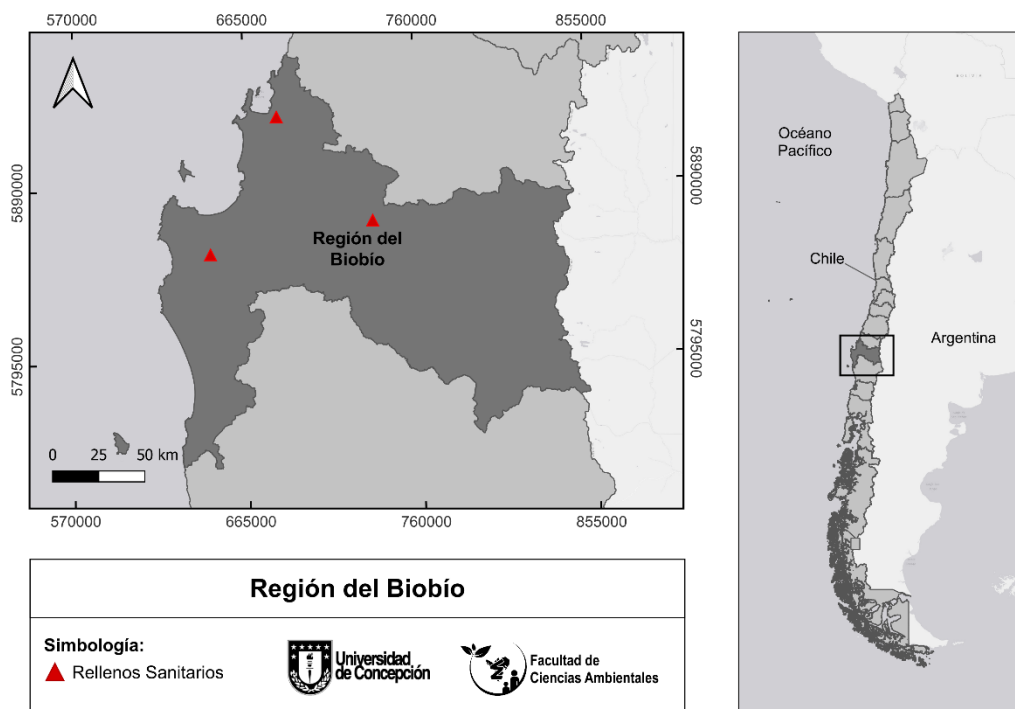 570000
665000
760000
855000
5890000
5795000
5890000
5795000
Región del
Biobío
0
25
50 km
570000
665000
760000
855000
Océano
Pacífico
Chile
Argentina
Región del Biobío
Simbología:
Rellenos Sanitarios
Universidad
de Concepción
Facultad de
Ciencias Ambientales